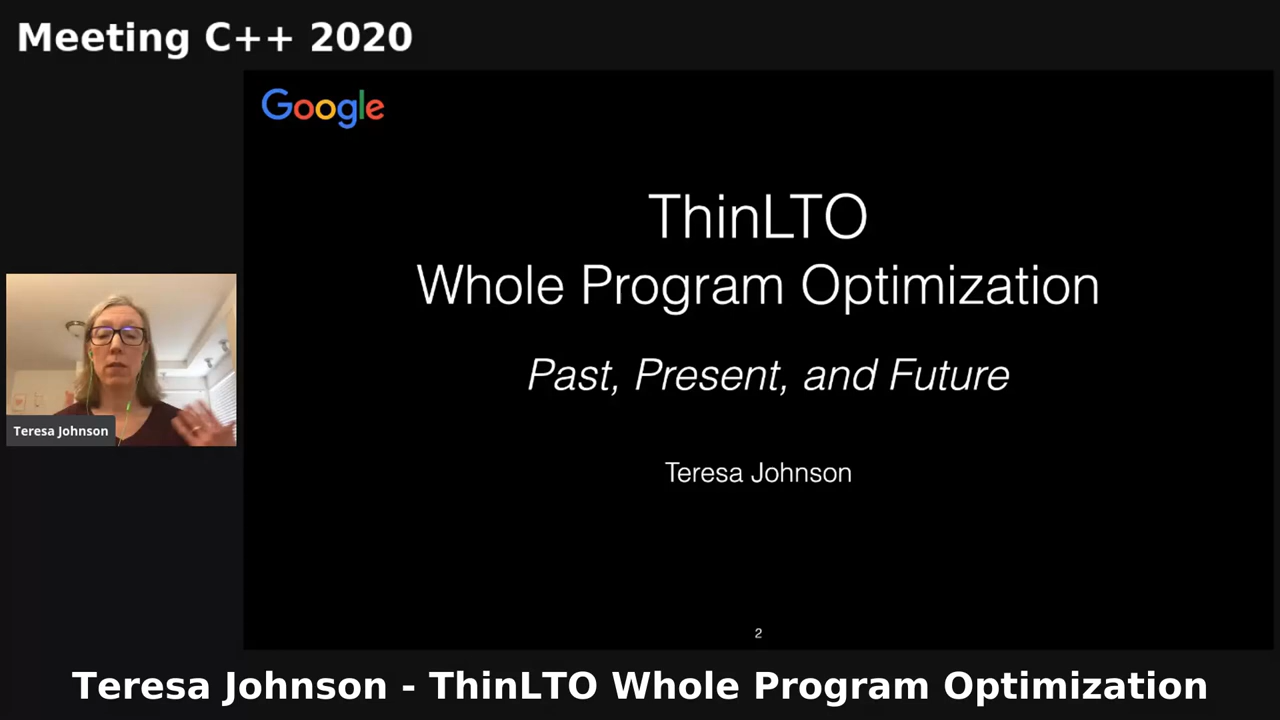 Meeting C++ 2020
Google
ThinLTO
Whole Program Optimization
Past, Present, and Future
Teresa Johnson
Teresa Johnson
2
Teresa Johnson - ThinLTO Whole Program Optimization